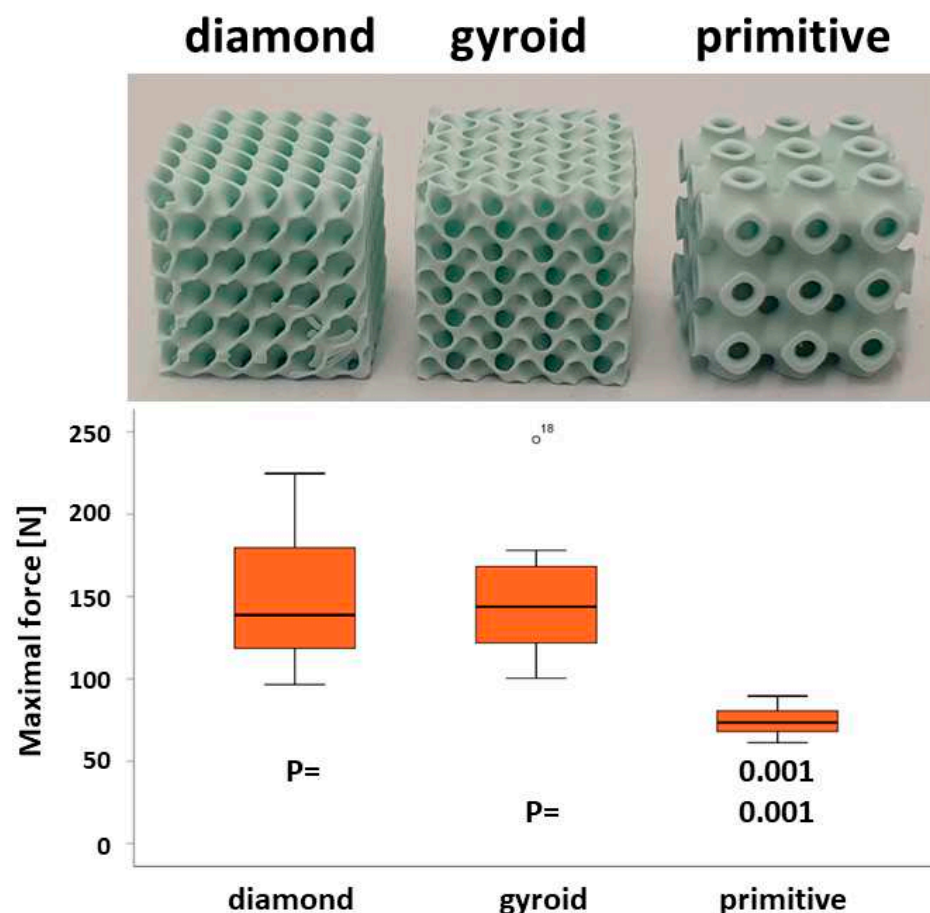 diamond gyroid primitive
250
18
200
150
100
50
0
Maximal force [N]
P= 0.001
P= 0.001
diamond gyroid primitive